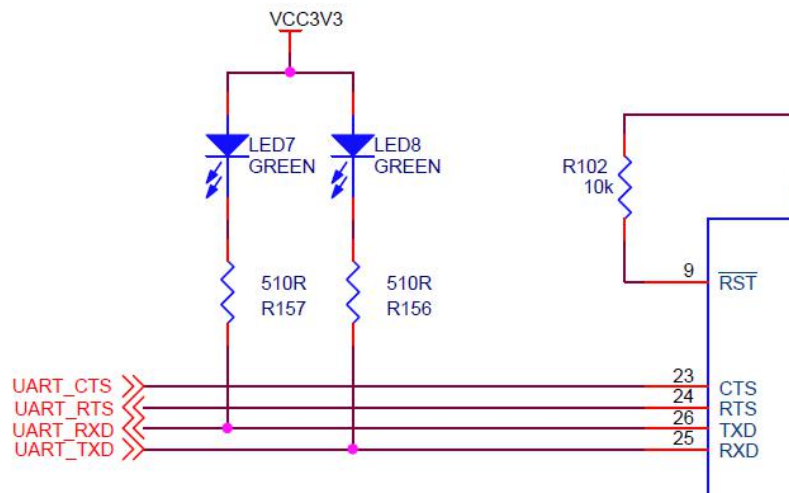 VCC3V3
LED7
GREEN
LED8
GREEN
R102
10k
510R
R157
510R
R156
9
RST
UART_CTS
23
CTS
UART_RTS
24
RTS
UART_RXD
26
TXD
UART_TXD
25
RXD